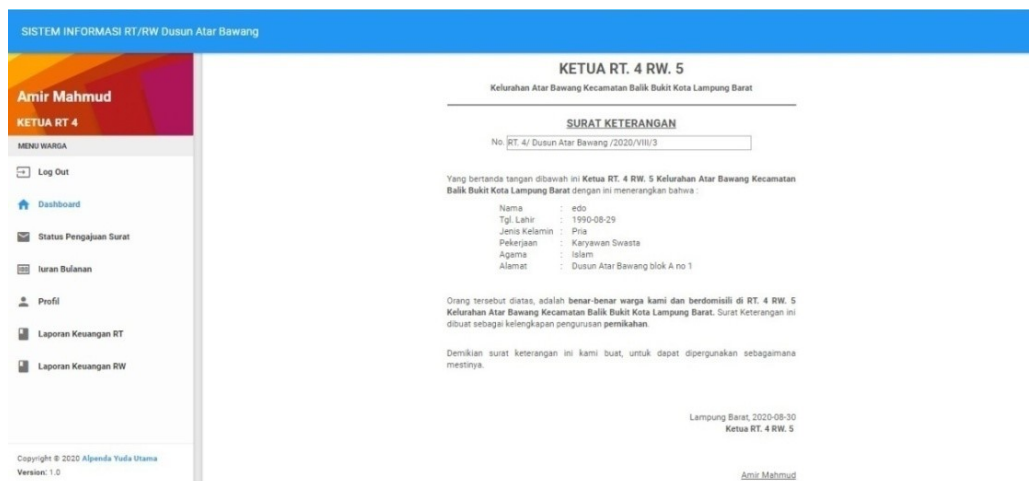 SISTEM INFORMASI RT/RW Dusun Atar Bawang
Amir Mahmud
KETUA RT 4
MENU WARGA
Log Out
Dashboard
Status Pengajuan Surat
Iuran Bulanan
Profil
Laporan Keuangan RT
Laporan Keuangan RW
Copyright © 2020 Alpenda Yuda Utama
Version: 1.0
KETUA RT. 4 RW. 5
Kelurahan Atar Bawang Kecamatan Balik Bukit Kota Lampung Barat
SURAT KETERANGAN
No. RT. 4/ Dusun Atar Bawang /2020/VIII/3
Yang bertanda tangan dibawah ini Ketua RT. 4 RW. 5 Kelurahan Atar Bawang Kecamatan
Balik Bukit Kota Lampung Barat dengan ini menerangkan bahwa :
Nama : edo
Tgl. Lahir : 1990-08-29
Jenis Kelamin : Pria
Pekerjaan : Karyawan Swasta
Agama : Islam
Alamat : Dusun Atar Bawang blok A no 1
Orang tersebut diatas, adalah benar-benar warga kami dan berdomisili di RT. 4 RW. 5
Kelurahan Atar Bawang Kecamatan Balik Bukit Kota Lampung Barat. Surat Keterangan ini
dibuat sebagai kelengkapan pengurusan pernikahan.
Demikian surat keterangan ini kami buat, untuk dapat dipergunakan sebagaimana
mestinya.
Lampung Barat, 2020-08-30
Ketua RT. 4 RW. 5
Amir Mahmud